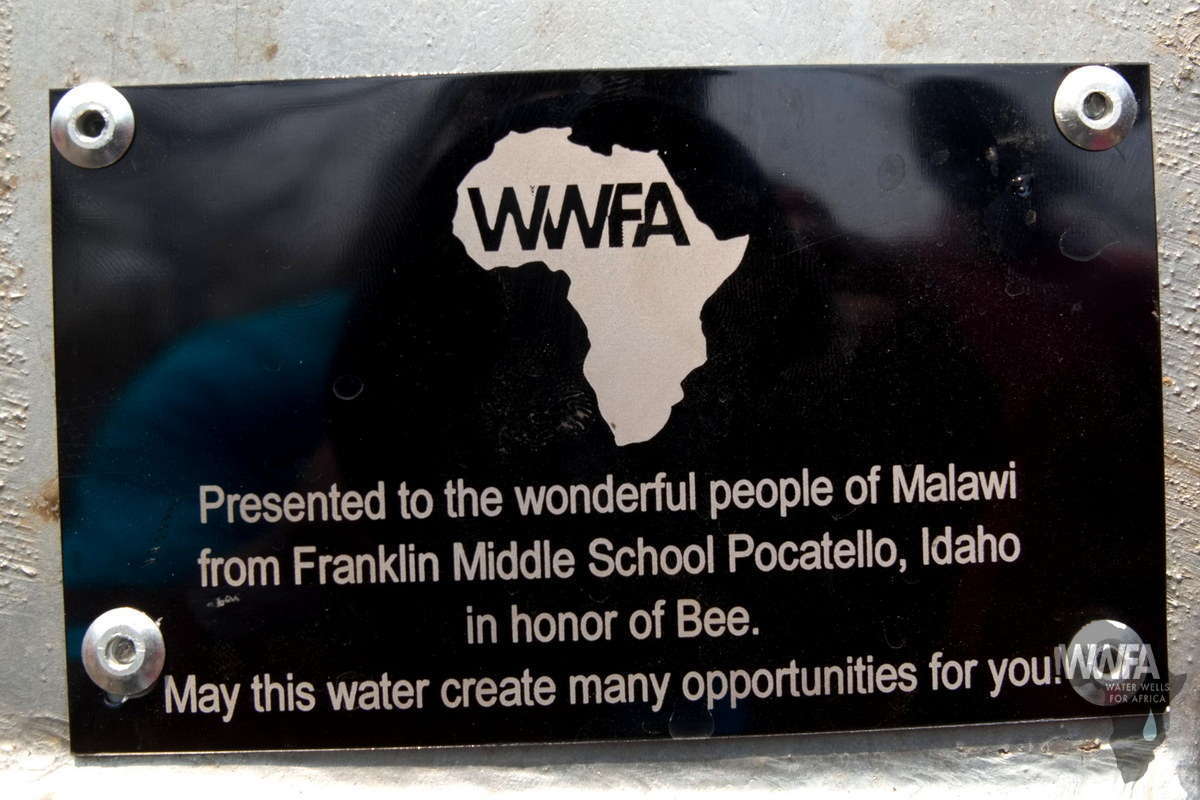 WWFA
Presented to the wonderful people of Malawi
from Franklin Middle School Pocatello, Idaho
in honor of Bee.
May this water create many opportunities for you!
WWFA
WATER WELLS
FOR AFRICA